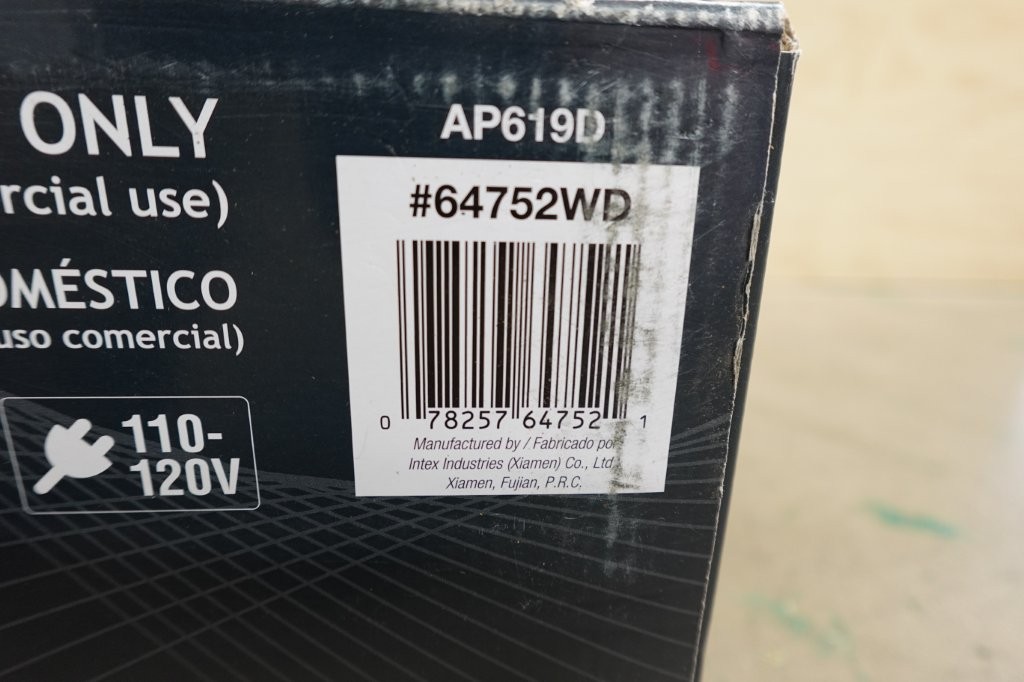 ONLY
rcial use)
OMÉSTICO
uso comercial)
110-
120V
AP619D
#64752WD
0 78257 64752 1
Manufactured by / Fabricado por
Intex Industries (Xiamen) Co., Ltd
Xiamen, Fujian, P.R.C.